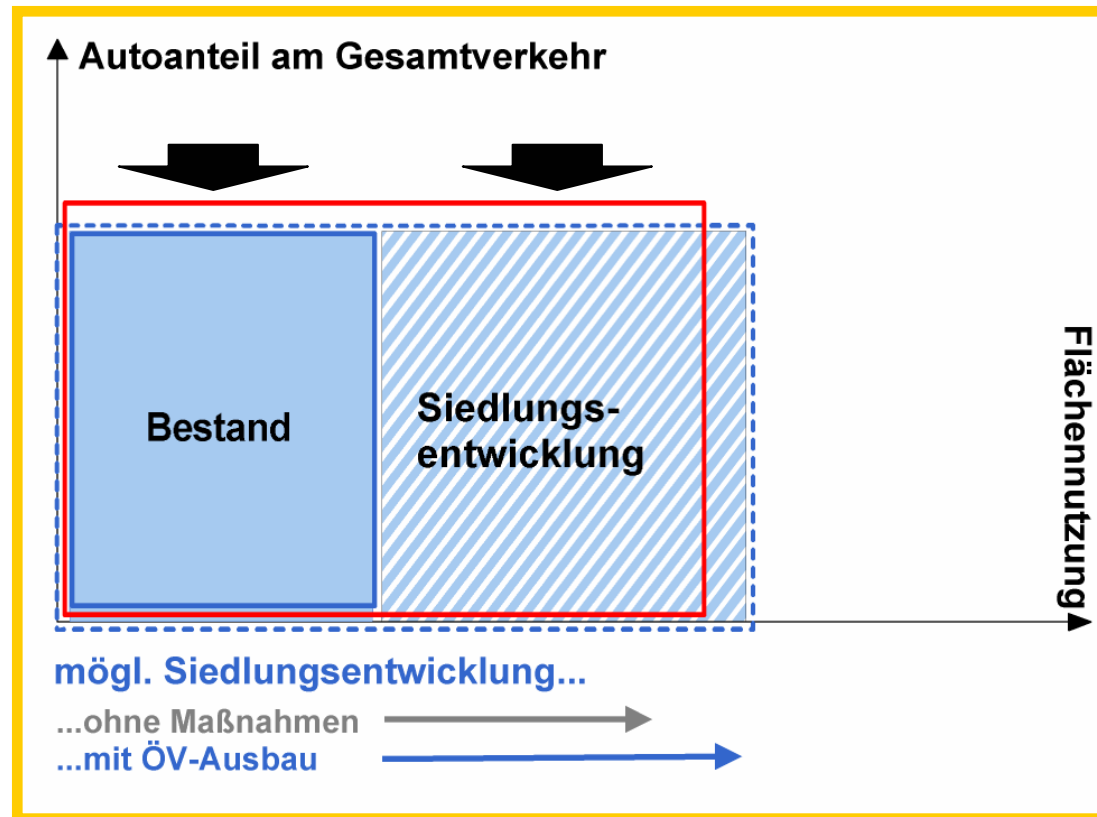 Autoanteil am Gesamtverkehr
Bestand
Siedlungs-
entwicklung
Flächennutzung
mögl. Siedlungsentwicklung...
...ohne Maßnahmen
...mit ÖV-Ausbau